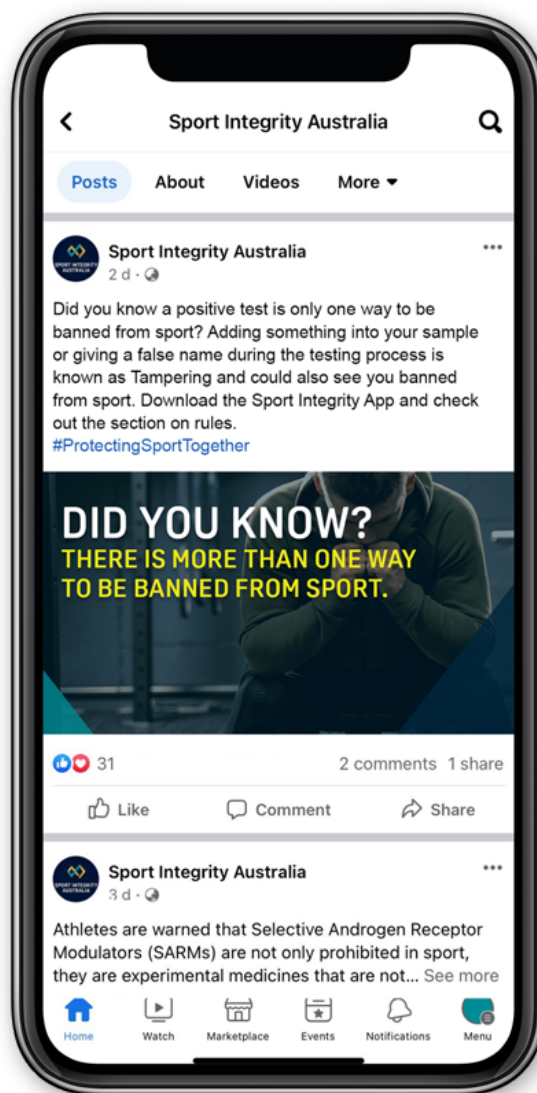 Sport Integrity Australia
Posts About Videos More
SPORT INTEGRITY
AUSTRALIA
Sport Integrity Australia
2 d ·
Did you know a positive test is only one way to be
banned from sport? Adding something into your sample
or giving a false name during the testing process is
known as Tampering and could also see you banned
from sport. Download the Sport Integrity App and check
out the section on rules.
#ProtectingSportTogether
DID YOU KNOW?
THERE IS MORE THAN ONE WAY
TO BE BANNED FROM SPORT.
31 2 comments 1 share
Like Comment Share
SPORT INTEGRITY
AUSTRALIA
Sport Integrity Australia
3 d ·
Athletes are warned that Selective Androgen Receptor
Modulators (SARMs) are not only prohibited in sport,
they are experimental medicines that are not... See more
Home Watch Marketplace Events Notifications Menu